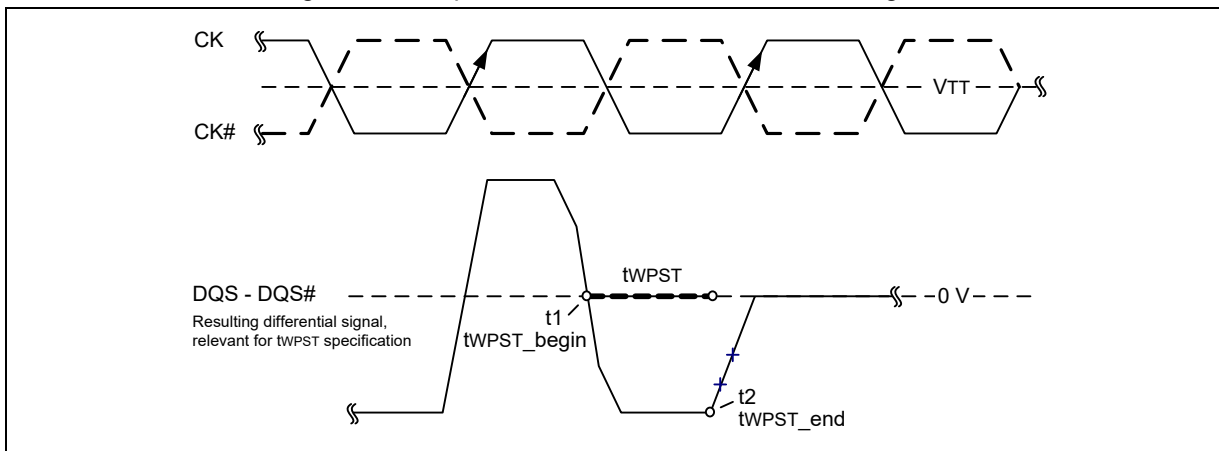 CK
VTT
CK#
tWPST
DQS - DQS#
0 V
Resulting differential signal,
relevant for tWPST specification
t1
tWPST_begin
t2
tWPST_end